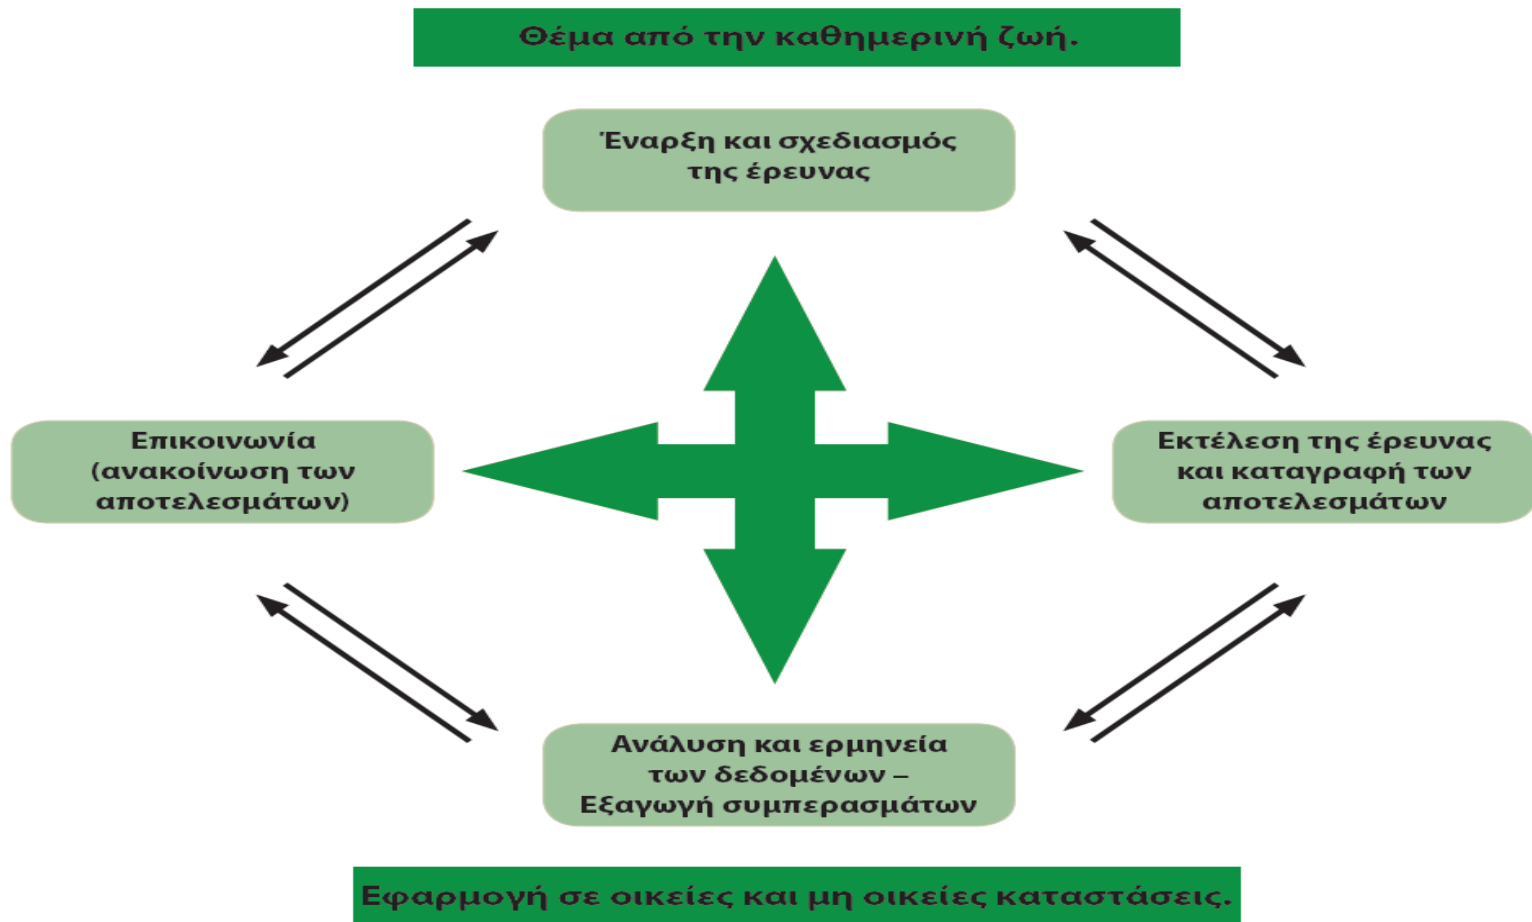 Θέμα από την καθημερινή ζωή.
Έναρξη και σχεδιασμός
της έρευνας
Επικοινωνία
(ανακοίνωση των
αποτελεσμάτων)
Εκτέλεση της έρευνας
και καταγραφή των
αποτελεσμάτων
Ανάλυση και ερμηνεία
των δεδομένων –
Εξαγωγή συμπερασμάτων
Εφαρμογή σε οικείες και μη οικείες καταστάσεις.